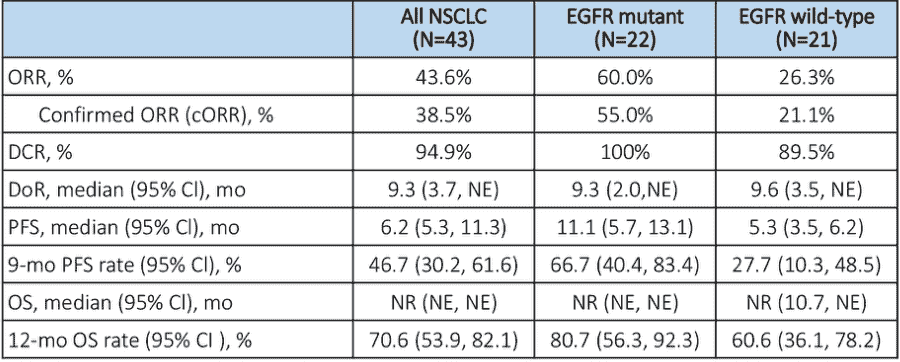 All NSCLC (N=43) EGFR mutant (N=22) EGFR wild-type (N=21)
ORR, % 43.6% 60.0% 26.3%
Confirmed ORR (cORR), % 38.5% 55.0% 21.1%
DCR, % 94.9% 100% 89.5%
DoR, median (95% CI), mo 9.3 (3.7, NE) 9.3 (2.0,NE) 9.6 (3.5, NE)
PFS, median (95% CI), mo 6.2 (5.3, 11.3) 11.1 (5.7, 13.1) 5.3 (3.5, 6.2)
9-mo PFS rate (95% CI), % 46.7 (30.2, 61.6) 66.7 (40.4, 83.4) 27.7 (10.3, 48.5)
OS, median (95% CI), mo NR (NE, NE) NR (NE, NE) NR (10.7, NE)
12-mo OS rate (95% CI ), % 70.6 (53.9, 82.1) 80.7 (56.3, 92.3) 60.6 (36.1, 78.2)